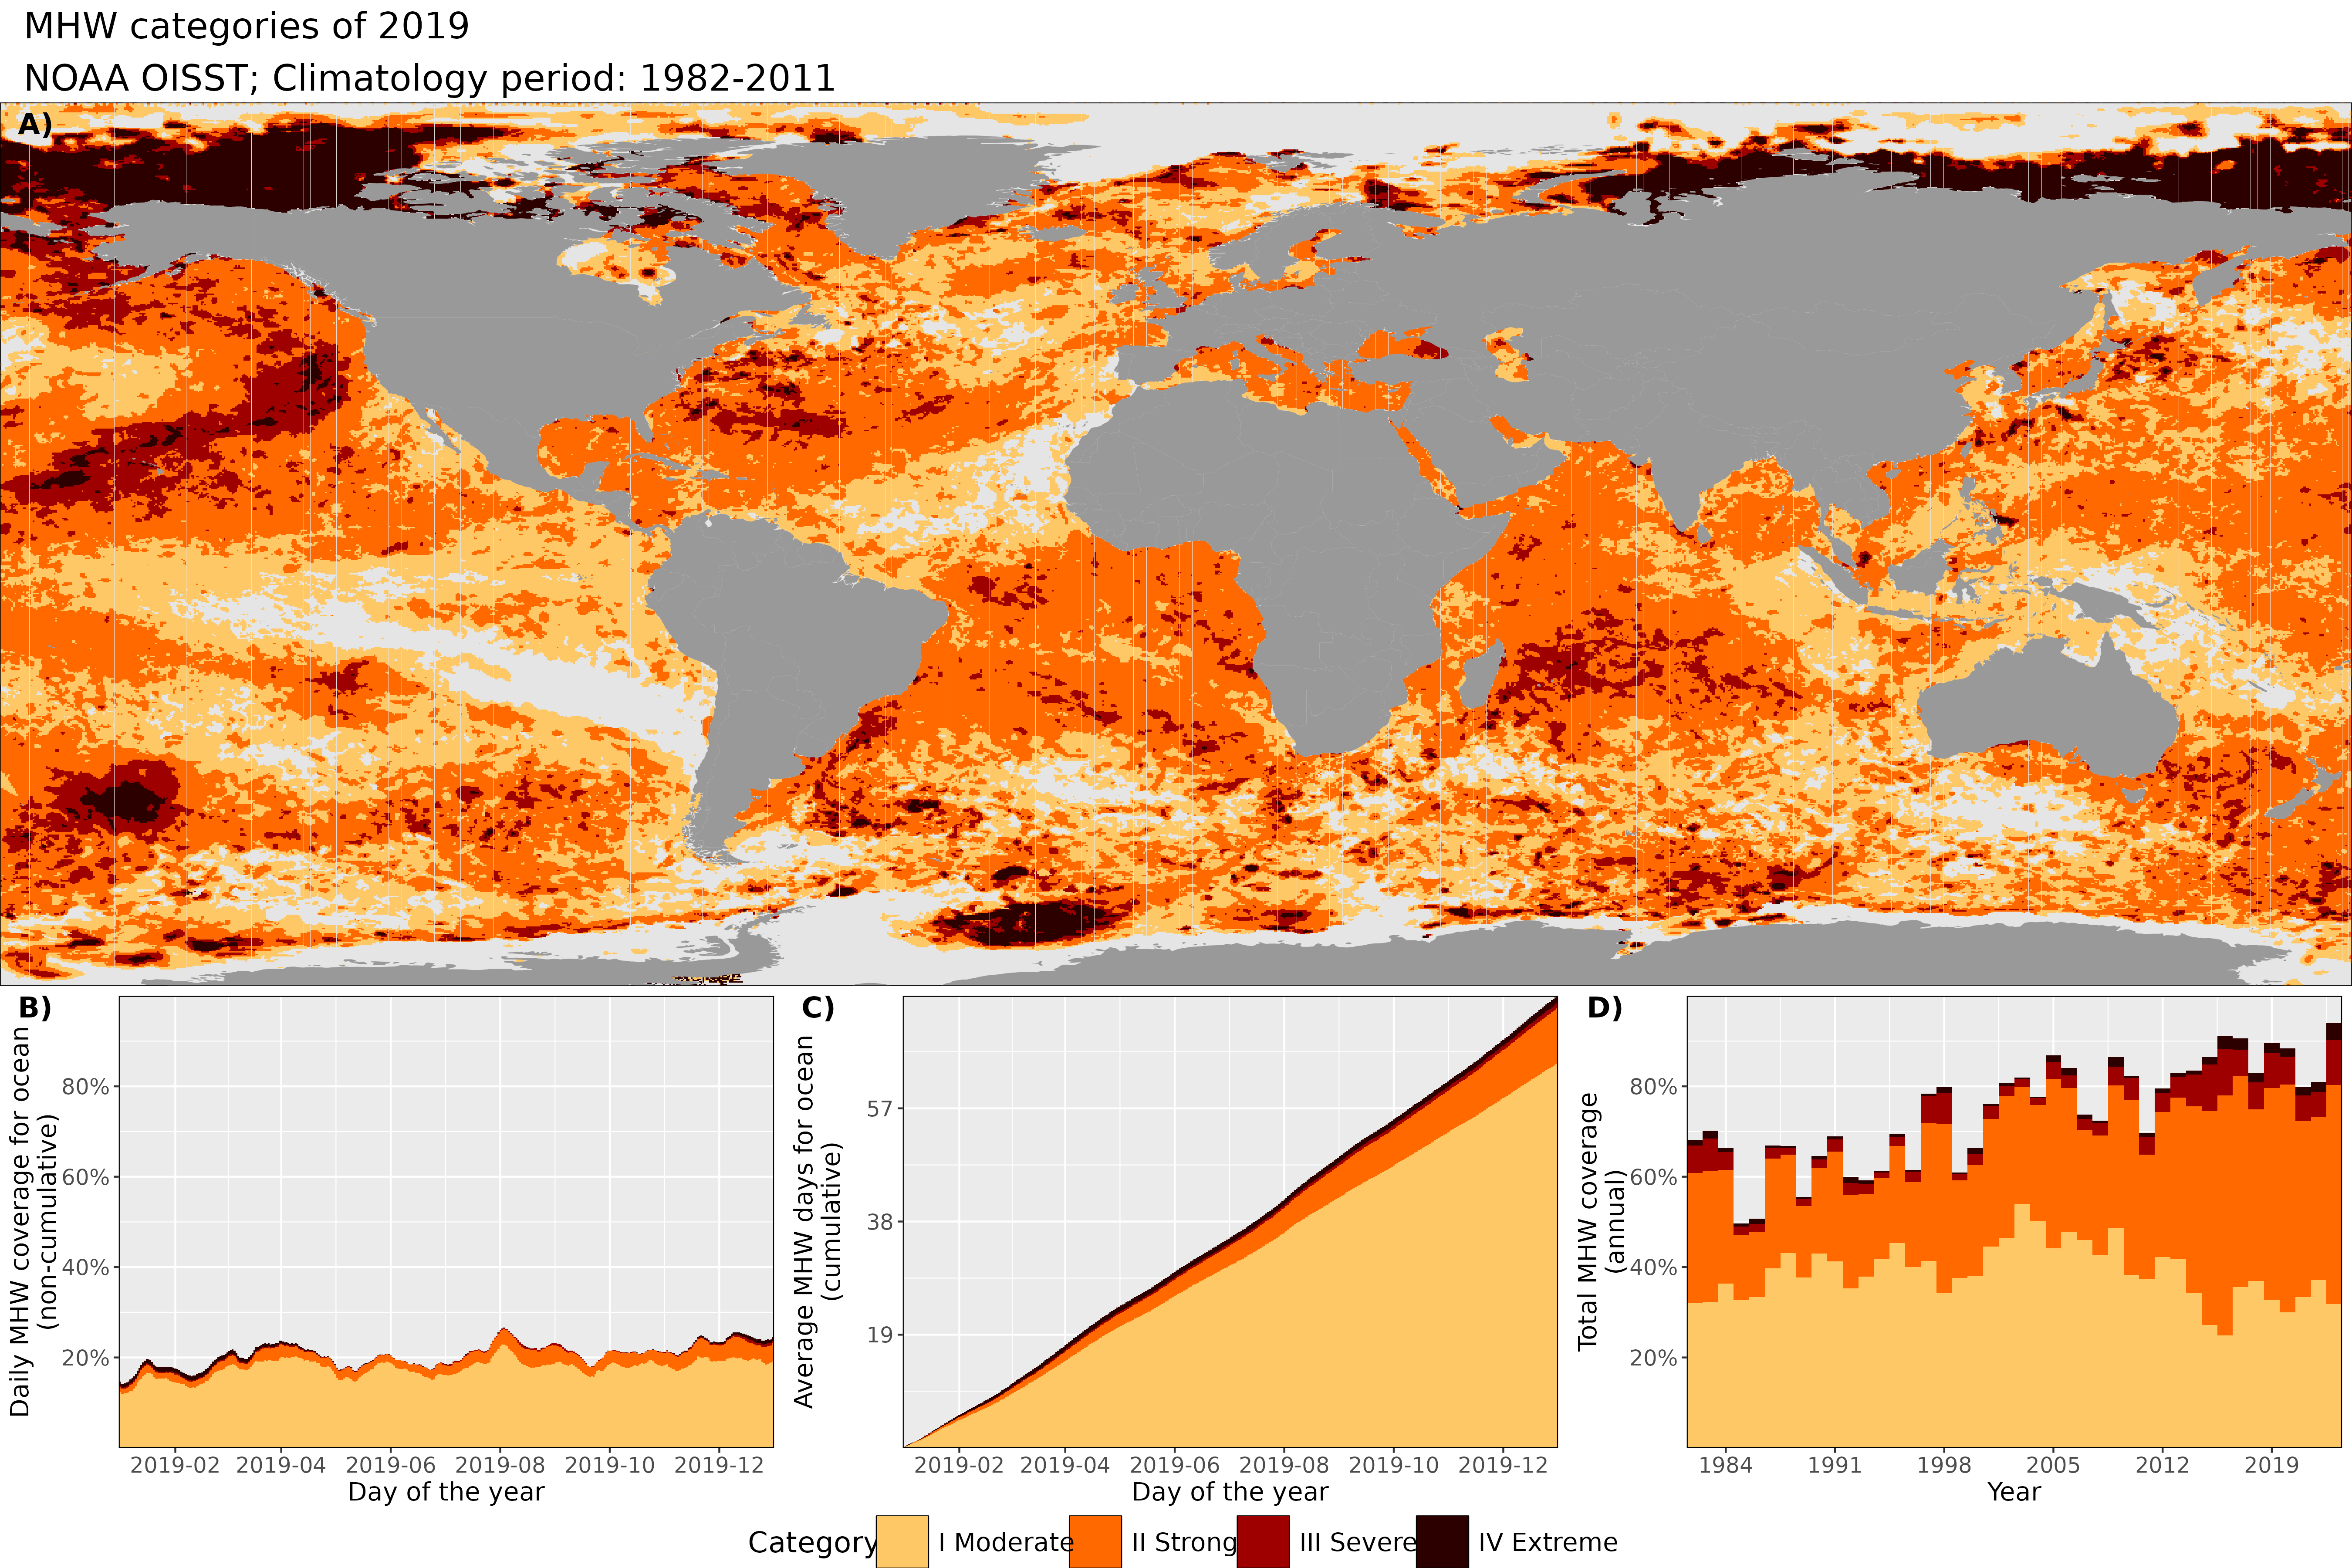 MHW categories of 2019
NOAA OISST; Climatology period: 1982-2011
A)
B)
Daily MHW coverage for ocean
(non-cumulative)
80%
60%
40%
20%
2019-02 2019-04 2019-06 2019-08 2019-10 2019-12
Day of the year
C)
Average MHW days for ocean
(cumulative)
57
38
19
2019-02 2019-04 2019-06 2019-08 2019-10 2019-12
Day of the year
D)
Total MHW coverage
(annual)
80%
60%
40%
20%
1984 1991 1998 2005 2012 2019
Year
Category I Moderate II Strong III Severe IV Extreme